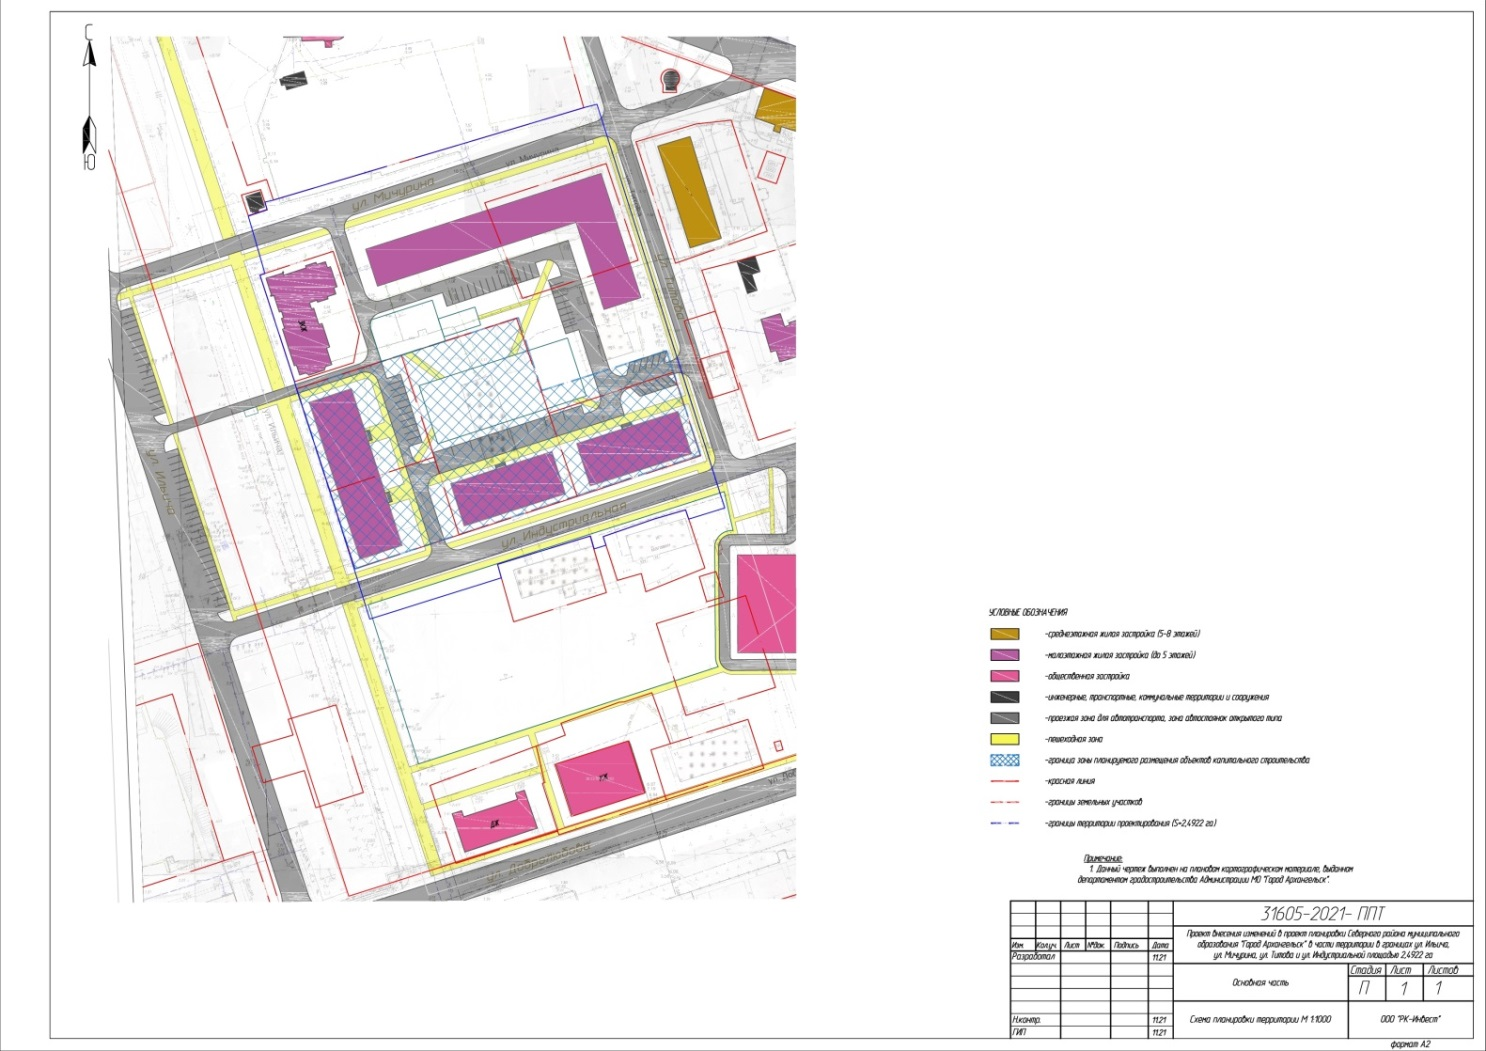 С
Ю
ул. Мичурина
ул. Мичурина
ул. Титова
ул. Ильича
ул. Ильича
ул. Индустриальная
ул. Добролюбова
УСЛОВНЫЕ ОБОЗНАЧЕНИЯ
-среднеэтажная жилая застройка (5-8 этажей)
-малоэтажная жилая застройка (до 5 этажей)
-общественная застройка
-инженерные, транспортные, коммунальные территории и сооружения
-проезжая зона для автотранспорта, зона автостоянок открытого типа
-пешеходная зона
-граница зоны планируемого размещения объектов капитального строительства
-красная линия
-границы земельных участков
-границы территории проектирования (S=2,4922 га)
Примечание:
1. Данный чертеж выполнен на плановом картографическом материале, выданном
департаментом градостроительства Администрации МО "Город Архангельск".
31605-2021- ППТ
Проект внесения изменений в проект планировки Северного района муниципального
образования "Город Архангельск" в части территории в границах ул. Ильича,
ул. Мичурина, ул. Титова и ул. Индустриальной площадью 2,4922 га
Изм. Колуч Лист №док. Подпись Дата
Разработал 11.21
Основная часть
Стадия Лист Листов
П 1 1
Н.контр. 11.21
ГИП 11.21
Схема планировки территории М 1:1000
ООО "РК-Инвест"
формат А2